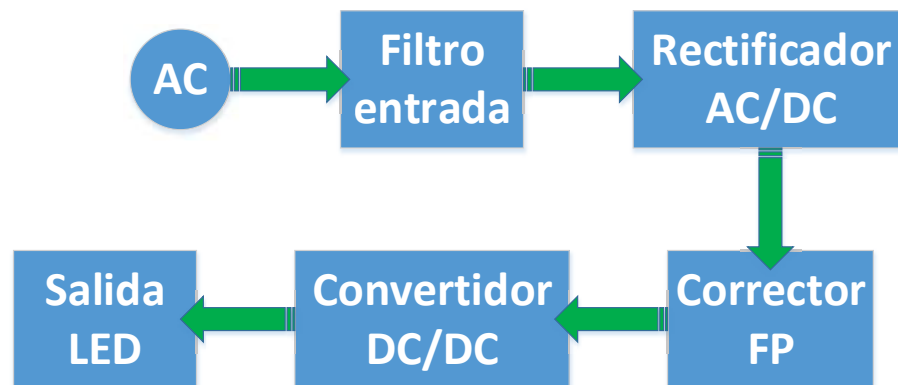 AC
Filtro
entrada
Rectificador
AC/DC
Corrector
FP
Convertidor
DC/DC
Salida
LED